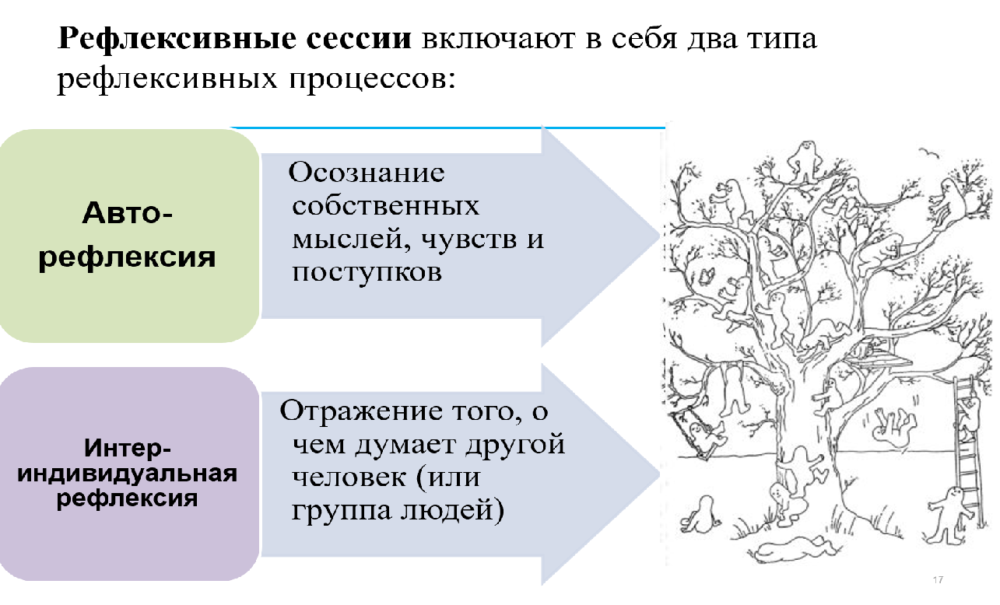 Рефлексивные сессии включают в себя два типа
рефлексивных процессов:
Авто-
рефлексия
Осознание
собственных
мыслей, чувств и
поступков
Интер-
индивидуальная
рефлексия
Отражение того, о
чем думает другой
человек (или
группа людей)
17